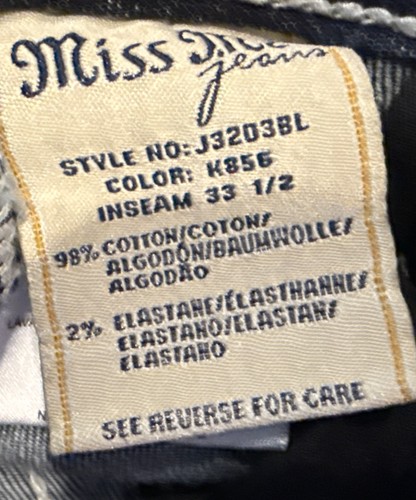 Miss Me
jeans
STYLE NO: J3203BL
COLOR: K856
INSEAM 33 1/2
98% COTTON/COTON/
ALGODÓN/BAUMWOLLE/
ALGODÃO
2% ELASTANE/ÉLASTHANNE/
ELASTANO/ELASTAN/
ELASTANO
SEE REVERSE FOR CARE